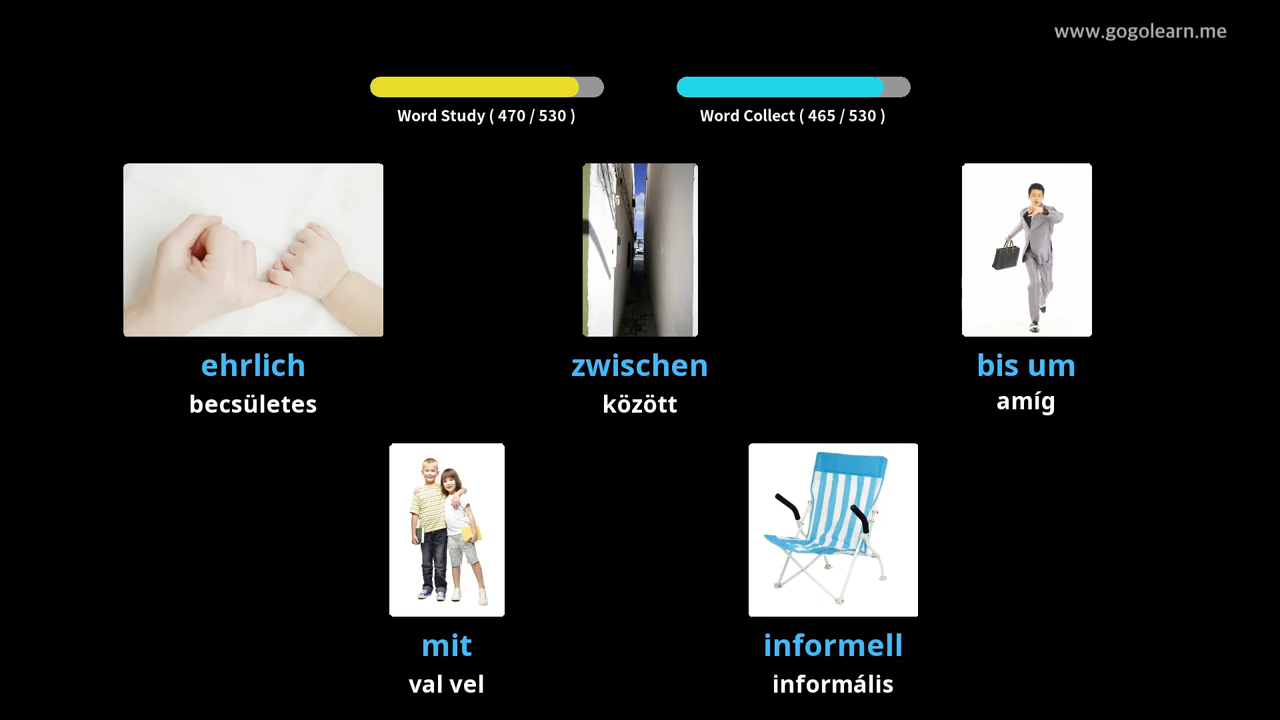 www.gogolearn.me
Word Study ( 470 / 530 )
Word Collect ( 465 / 530 )
ehrlich
becsületes
zwischen
között
bis um
amíg
mit
val vel
informell
informális